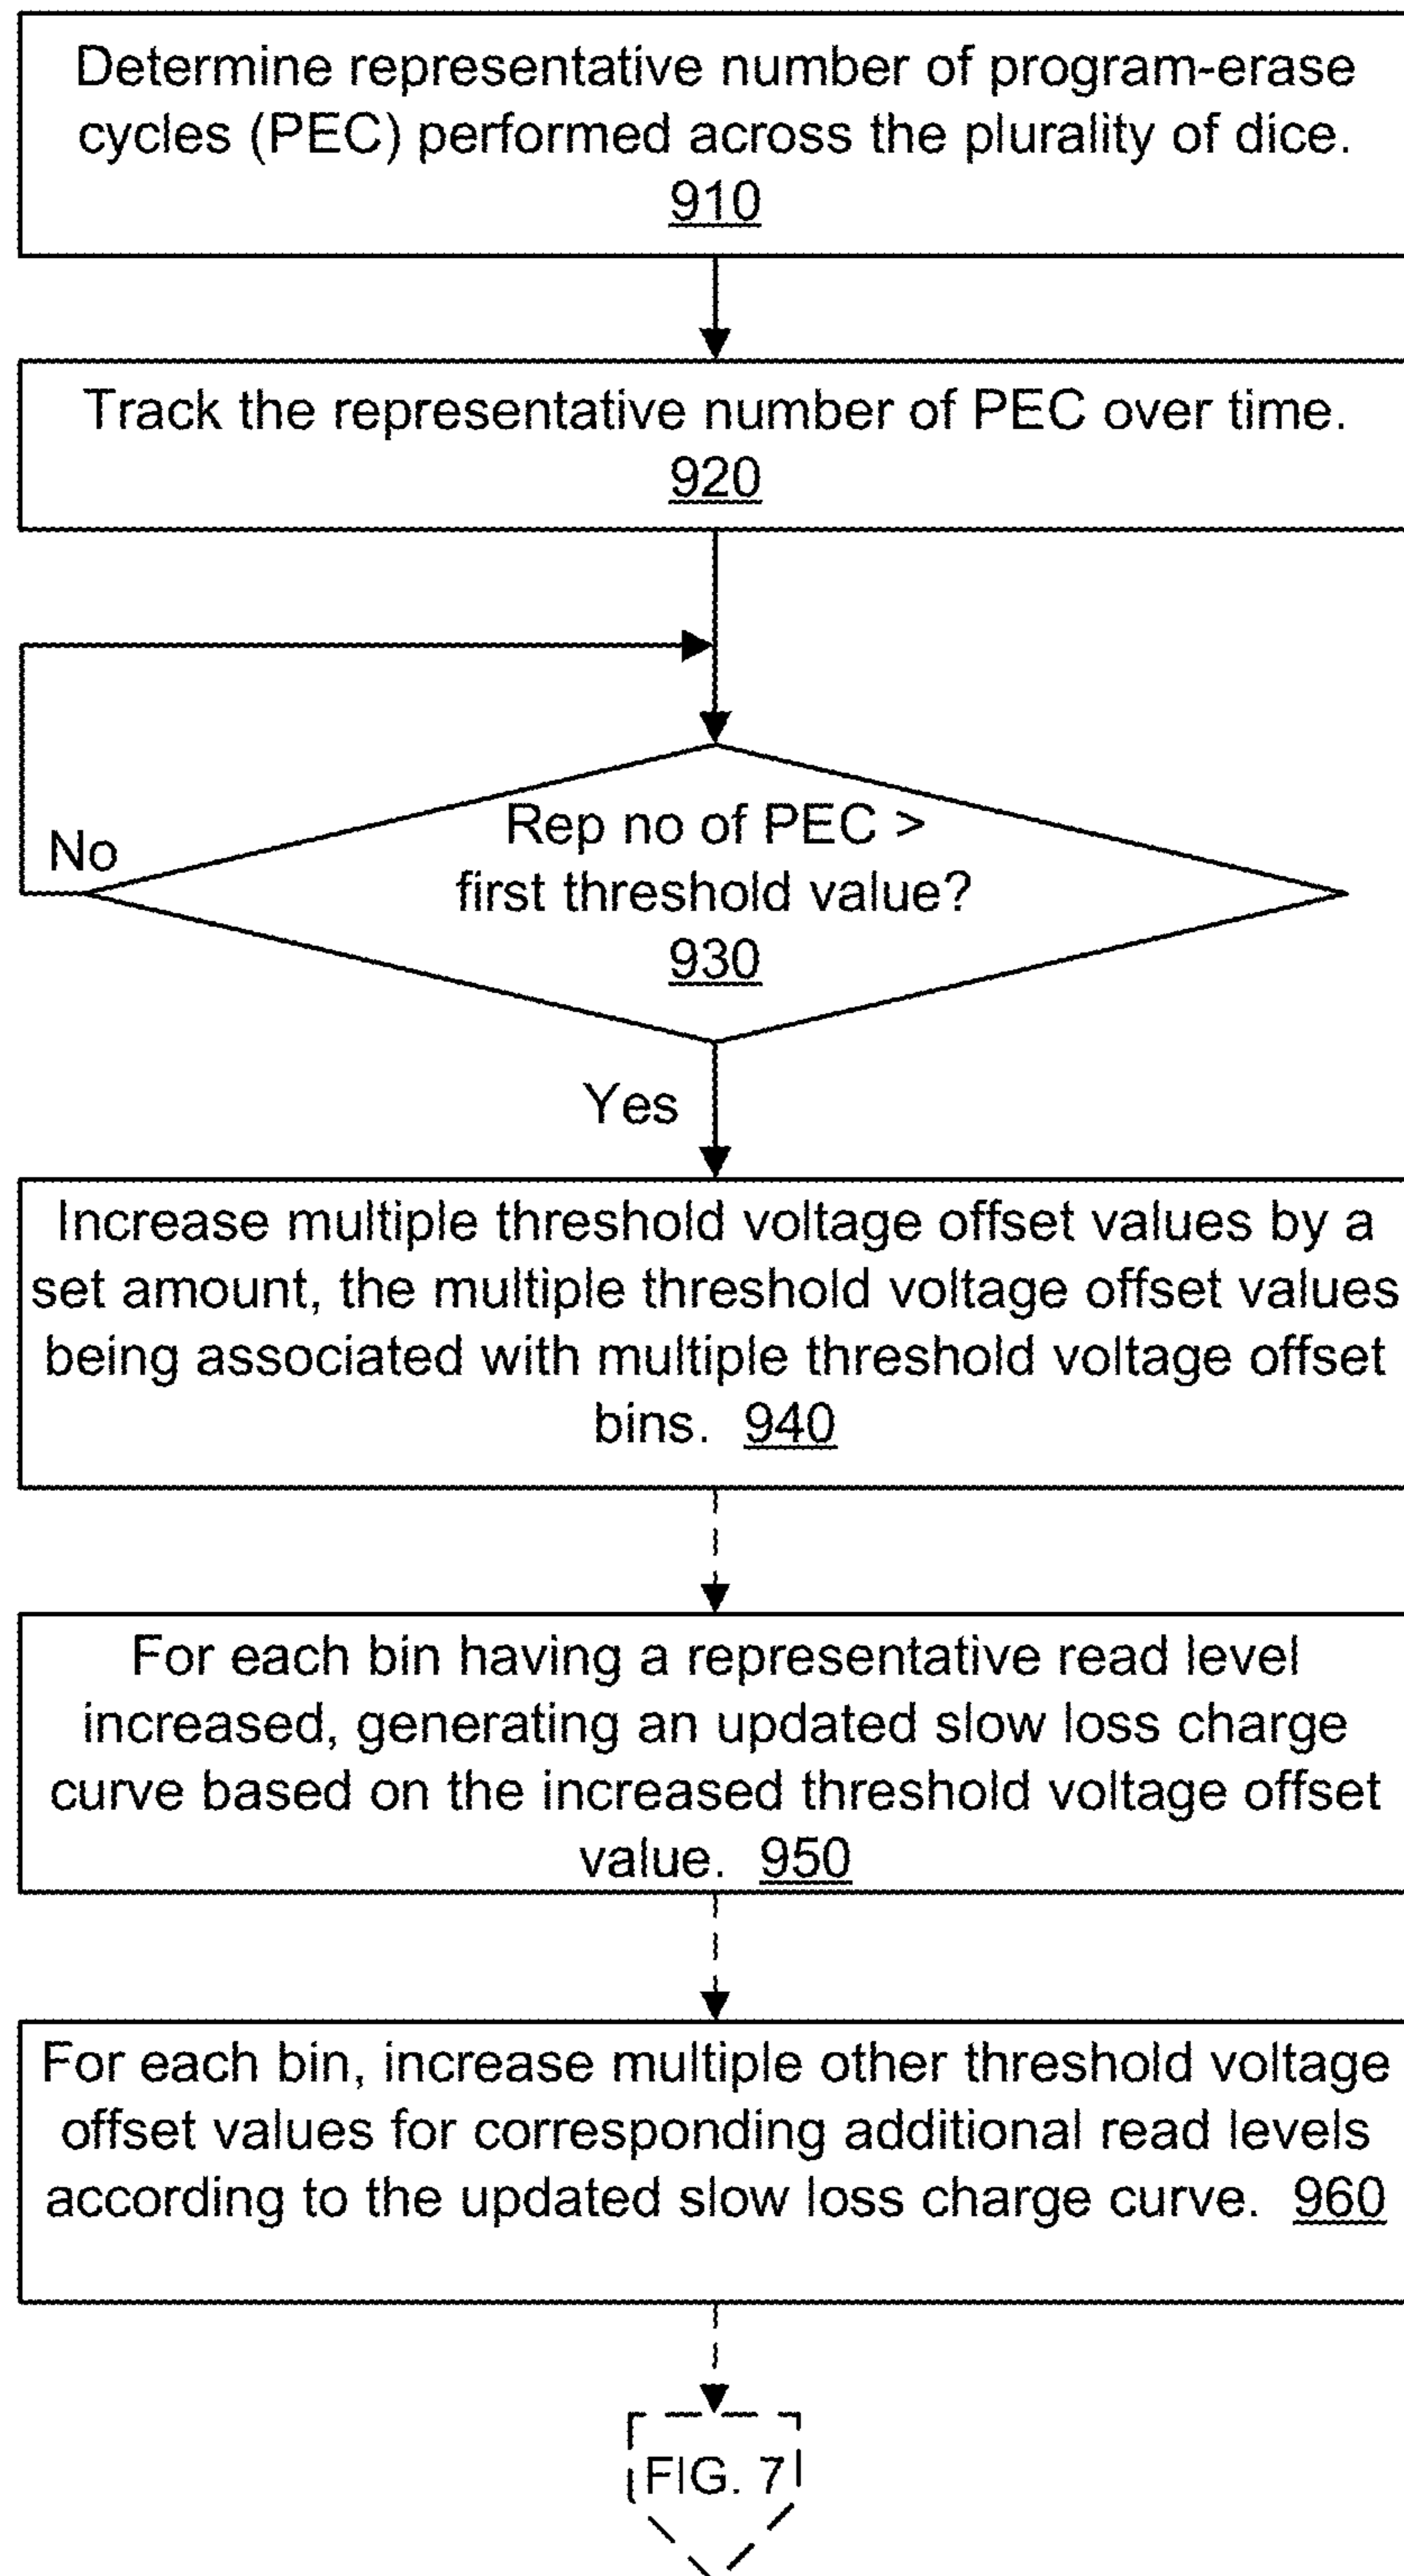 Determine representative number of program-erase
cycles (PEC) performed across the plurality of dice.
910
Track the representative number of PEC over time.
920
Rep no of PEC >
first threshold value?
930
No
Yes
Increase multiple threshold voltage offset values by a
set amount, the multiple threshold voltage offset values
being associated with multiple threshold voltage offset
bins. 940
For each bin having a representative read level
increased, generating an updated slow loss charge
curve based on the increased threshold voltage offset
value. 950
For each bin, increase multiple other threshold voltage
offset values for corresponding additional read levels
according to the updated slow loss charge curve. 960
FIG. 7